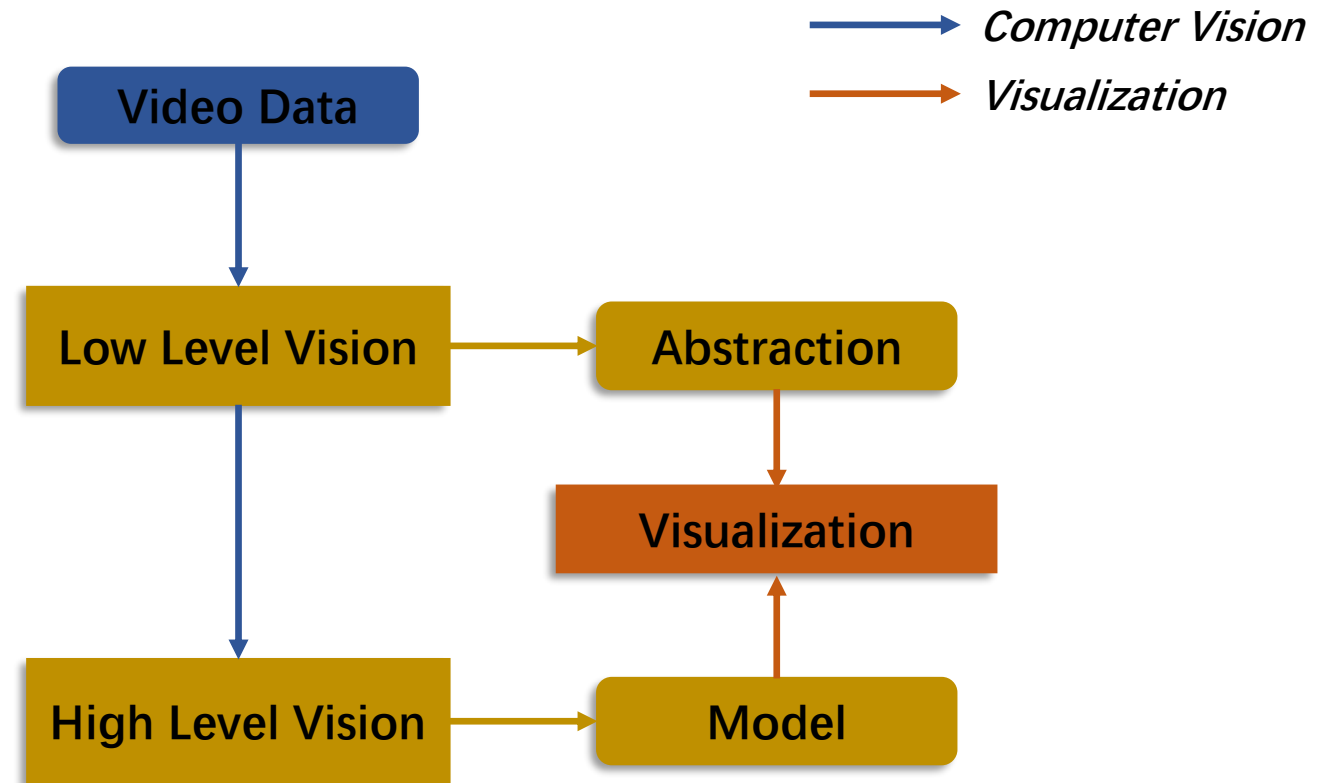 Computer Vision
Visualization
Video Data
Low Level Vision
Abstraction
Visualization
High Level Vision
Model